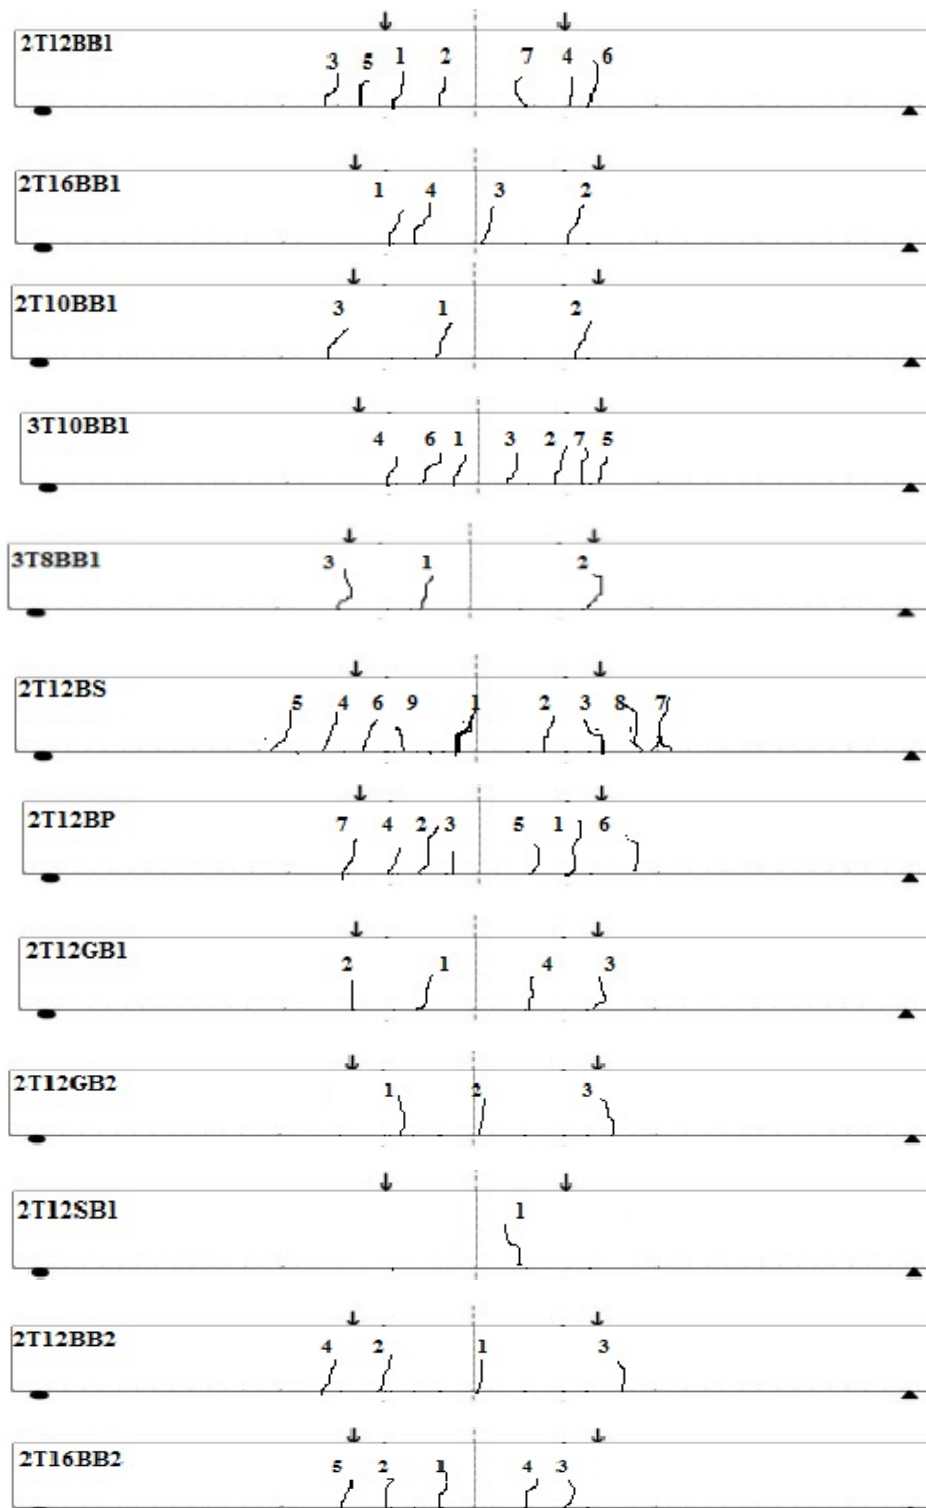 2T12BB1
3 5 1 2 7 4 6
2T16BB1
1 4 3 2
2T10BB1
3 1 2
3T10BB1
4 6 1 3 2 7 5
3T8BB1
3 1 2
2T12BS
5 4 6 9 1 2 3 8 7
2T12BP
7 4 2 3 5 1 6
2T12GB1
2 1 4 3
2T12GB2
1 2 3
2T12SB1
1
2T12BB2
4 2 1 3
2T16BB2
5 2 1 4 3